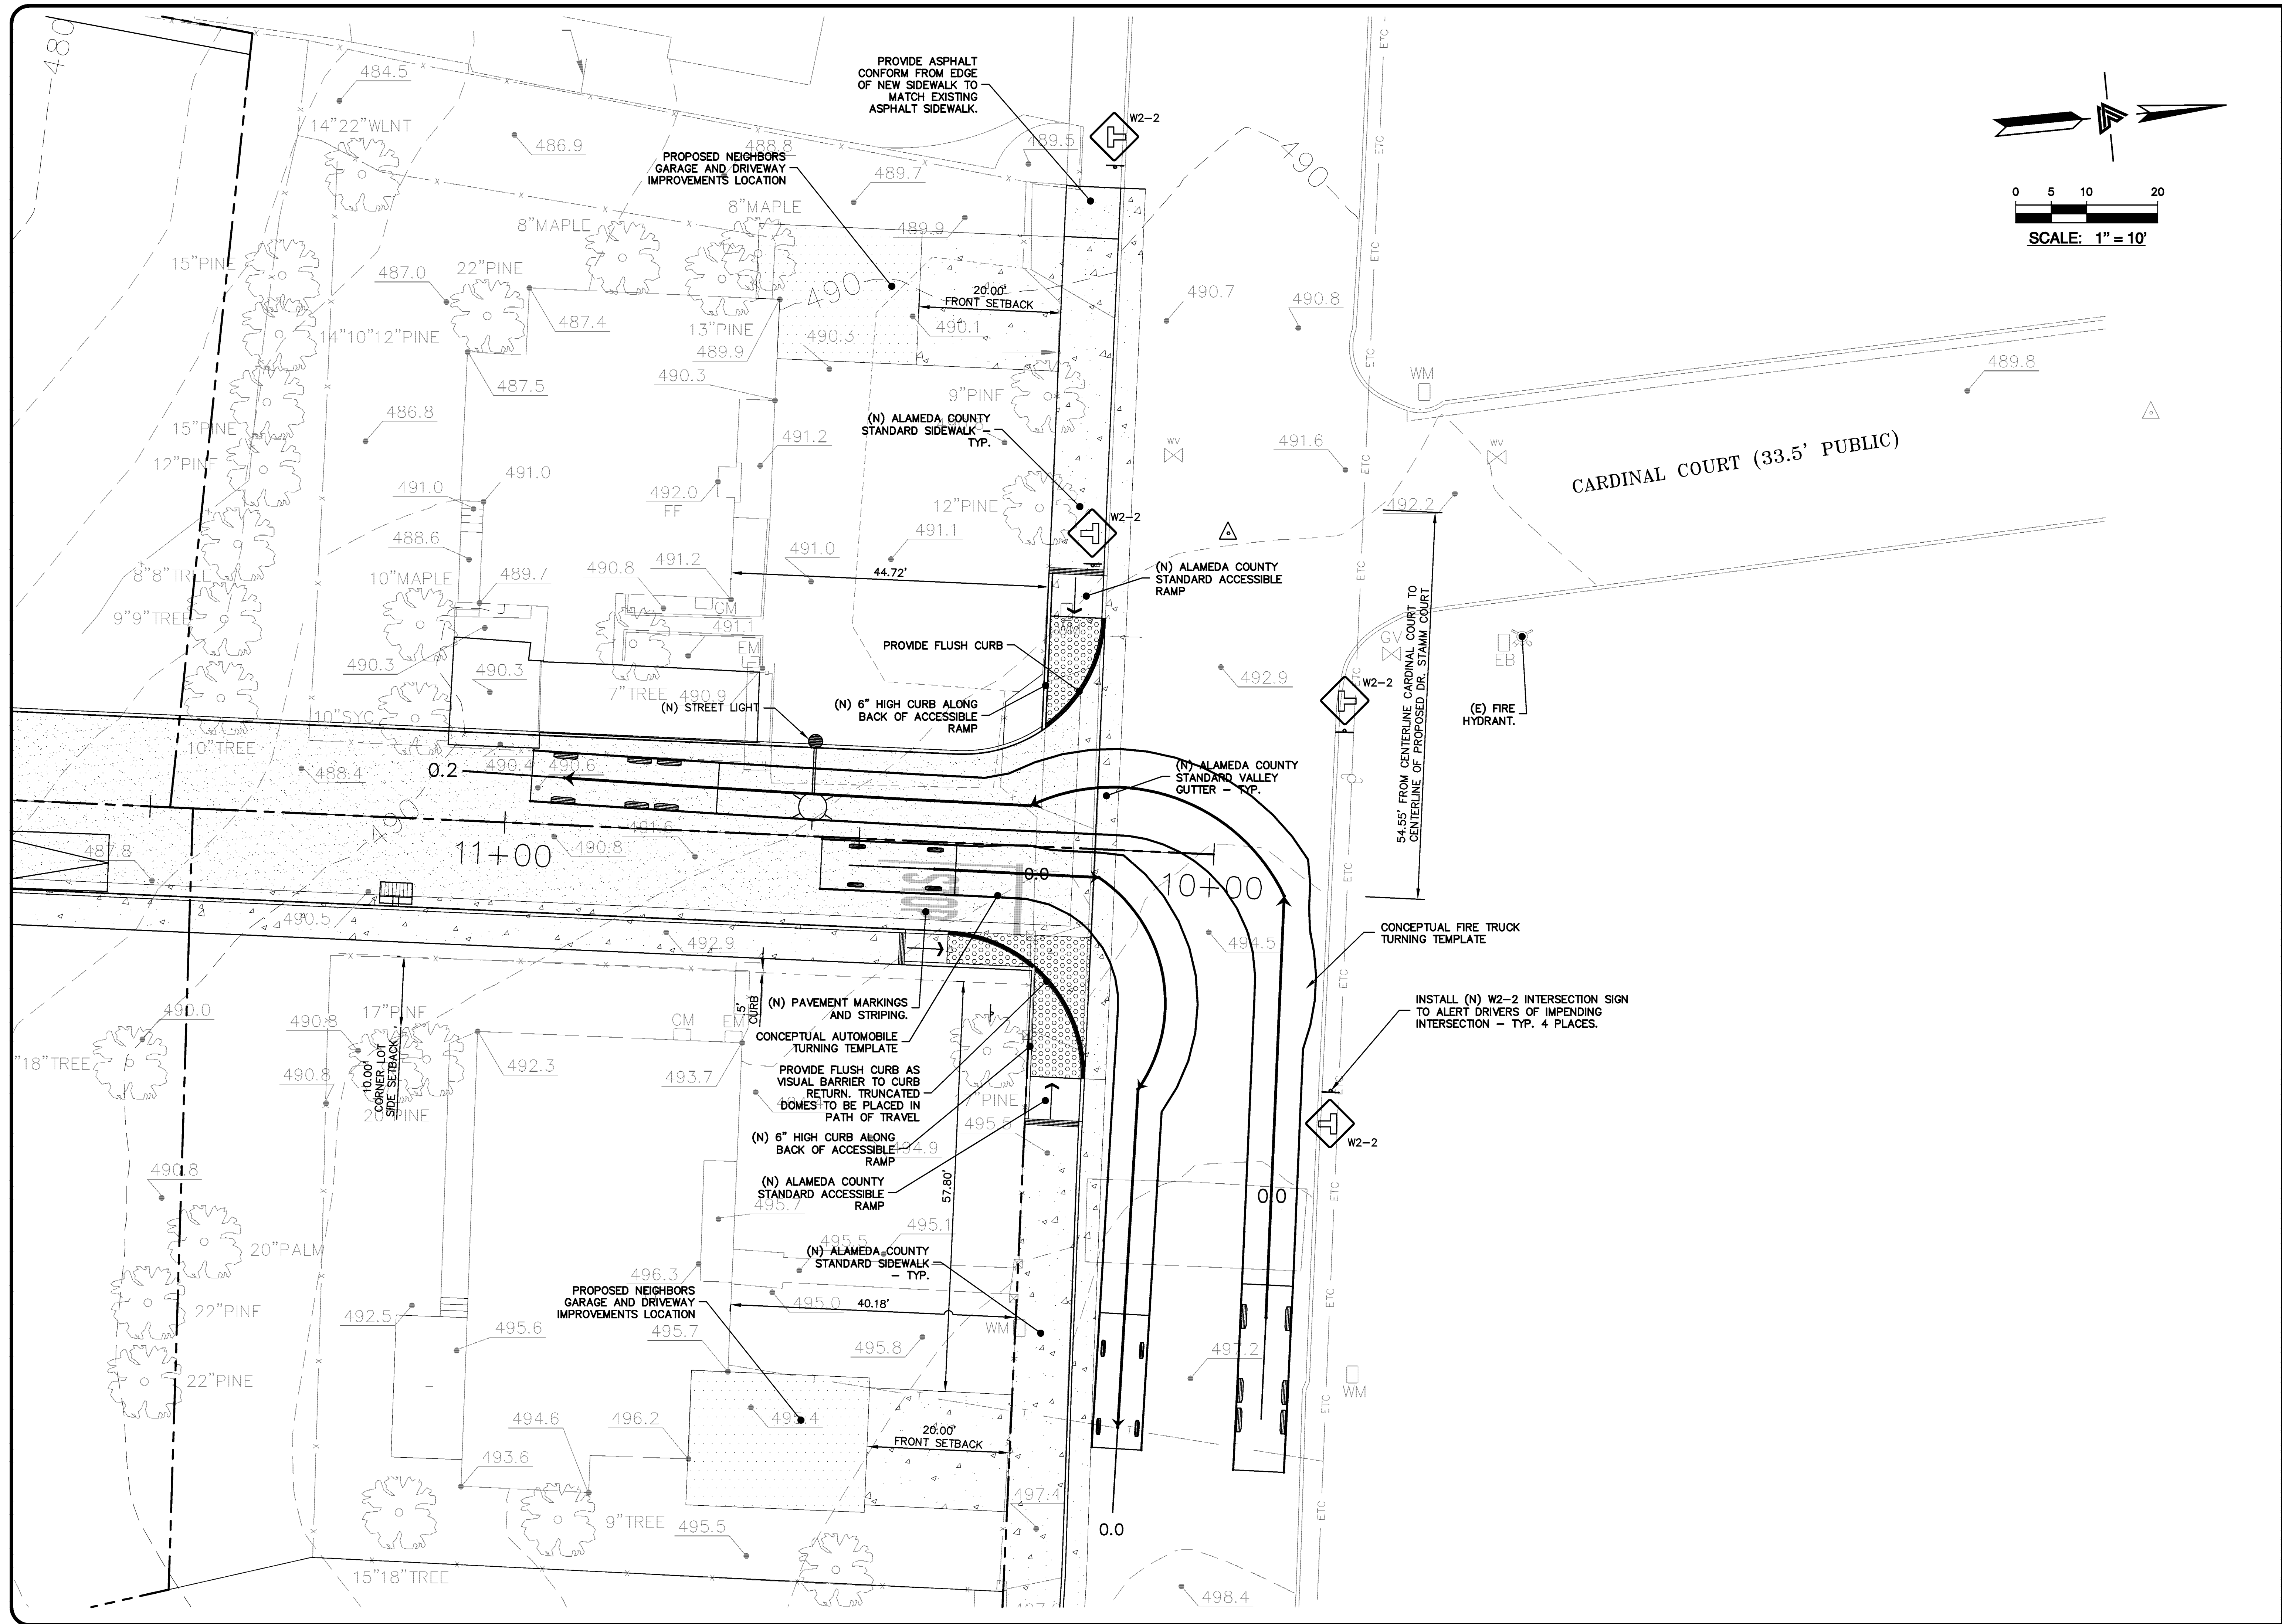 480
484.5
14"22"WLNT
486.9
PROVIDE ASPHALT
CONFORM FROM EDGE
OF NEW SIDEWALK TO
MATCH EXISTING
ASPHALT SIDEWALK.
W2-2
ETC
490
0 5 10 20
SCALE: 1" = 10'
PROPOSED NEIGHBORS
GARAGE AND DRIVEWAY
IMPROVEMENTS LOCATION
488.8
489.5
489.7
489.9
8"MAPLE
8"MAPLE
15"PINE
487.0
22"PINE
14"10"12"PINE
487.4
13"PINE
489.9
490
20.00'
FRONT SETBACK
490.1
490.3
490.7
490.8
487.5
490.3
486.8
9"PINE
WM
489.8
15"PINE
12"PINE
(N) ALAMEDA COUNTY
STANDARD SIDEWALK –
TYP.
491.2
WV
491.6
WV
CARDINAL COURT (33.5' PUBLIC)
491.0
491.0
492.0
FF
12"PINE
W2-2
492.2
488.6
491.0
491.1
8"8"TREE
10"MAPLE
489.7
490.8
491.2
44.72'
(N) ALAMEDA COUNTY
STANDARD ACCESSIBLE
RAMP
9"9"TREE
GM
491.1
EM
PROVIDE FLUSH CURB
GV
EB
490.3
490.3
7"TREE
490.9
492.9
W2-2
(N) STREET LIGHT
(N) 6" HIGH CURB ALONG
BACK OF ACCESSIBLE
RAMP
(E) FIRE
HYDRANT.
54.55' FROM CENTERLINE CARDINAL COURT TO
CENTERLINE OF PROPOSED DR. STAMM COURT
10"SYC
10"TREE
488.4
0.2
490.4
490.6
(N) ALAMEDA COUNTY
STANDARD VALLEY
GUTTER – TYP.
490
491.6
490.8
11+00
487.8
0.0
10+00
STOP
490.5
492.9
494.5
CONCEPTUAL FIRE TRUCK
TURNING TEMPLATE
490.0
17"PINE
490.8
10.00'
CORNER LOT
SIDE SETBACK
.5'
CURB
(N) PAVEMENT MARKINGS
AND STRIPING.
INSTALL (N) W2-2 INTERSECTION SIGN
TO ALERT DRIVERS OF IMPENDING
INTERSECTION – TYP. 4 PLACES.
GM
EM
CONCEPTUAL AUTOMOBILE
TURNING TEMPLATE
"18"TREE
490.8
492.3
493.7
PROVIDE FLUSH CURB AS
VISUAL BARRIER TO CURB
RETURN. TRUNCATED
DOMES TO BE PLACED IN
PATH OF TRAVEL
17"PINE
495.5
W2-2
(N) 6" HIGH CURB ALONG
BACK OF ACCESSIBLE
RAMP
494.9
490.8
(N) ALAMEDA COUNTY
STANDARD ACCESSIBLE
RAMP
57.80'
495.7
0.0
20"PALM
495.1
495.5
(N) ALAMEDA COUNTY
STANDARD SIDEWALK
– TYP.
496.3
PROPOSED NEIGHBORS
GARAGE AND DRIVEWAY
IMPROVEMENTS LOCATION
495.0
40.18'
22"PINE
492.5
495.6
495.7
WM
495.8
497.2
22"PINE
WM
494.6
496.2
495.4
20.00'
FRONT SETBACK
493.6
497.4
9"TREE
495.5
0.0
15"18"TREE
498.4